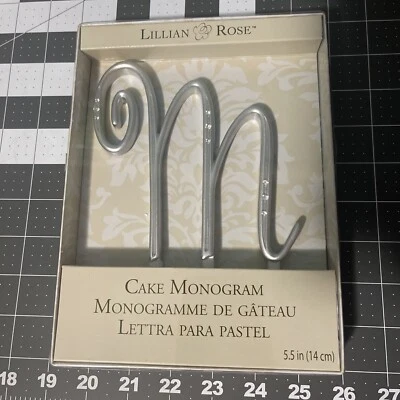 LILLIAN ROSE™
m
CAKE MONOGRAM
MONOGRAMME DE GÂTEAU
LETTRA PARA PASTEL
5.5 in (14 cm)
18 19 20 21 22 23 24 25 26 27